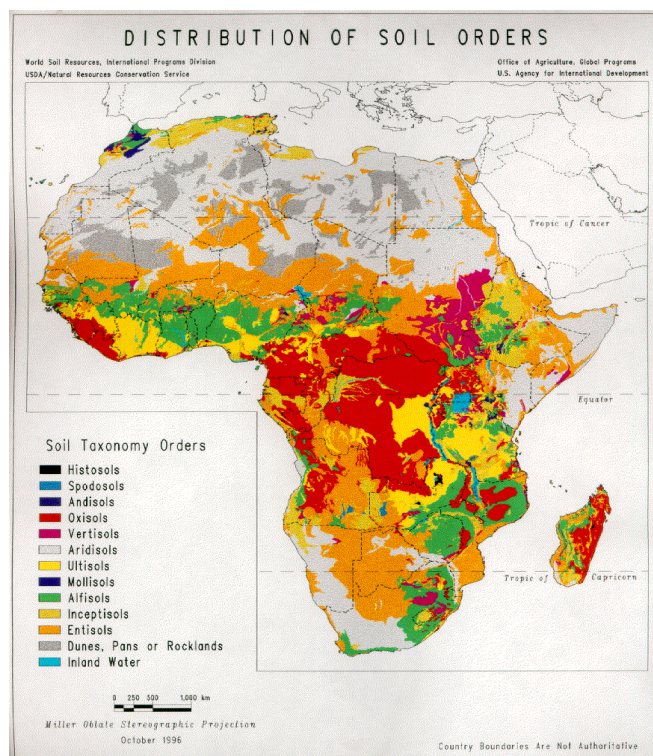 DISTRIBUTION OF SOIL ORDERS
World Soil Resources, International Programs Division
USDA/Natural Resources Conservation Service
Office of Agriculture, Global Programs
U.S. Agency for International Development
Tropic of Cancer
Equator
Soil Taxonomy Orders
Histosols
Spodosols
Andisols
Oxisols
Vertisols
Aridisols
Ultisols
Mollisols
Alfisols
Inceptisols
Entisols
Dunes, Pans or Rocklands
Inland Water
Tropic of Capricorn
0 250 500 1,000 km
Miller Oblate Stereographic Projection
October 1996
Country Boundaries Are Not Authoritative